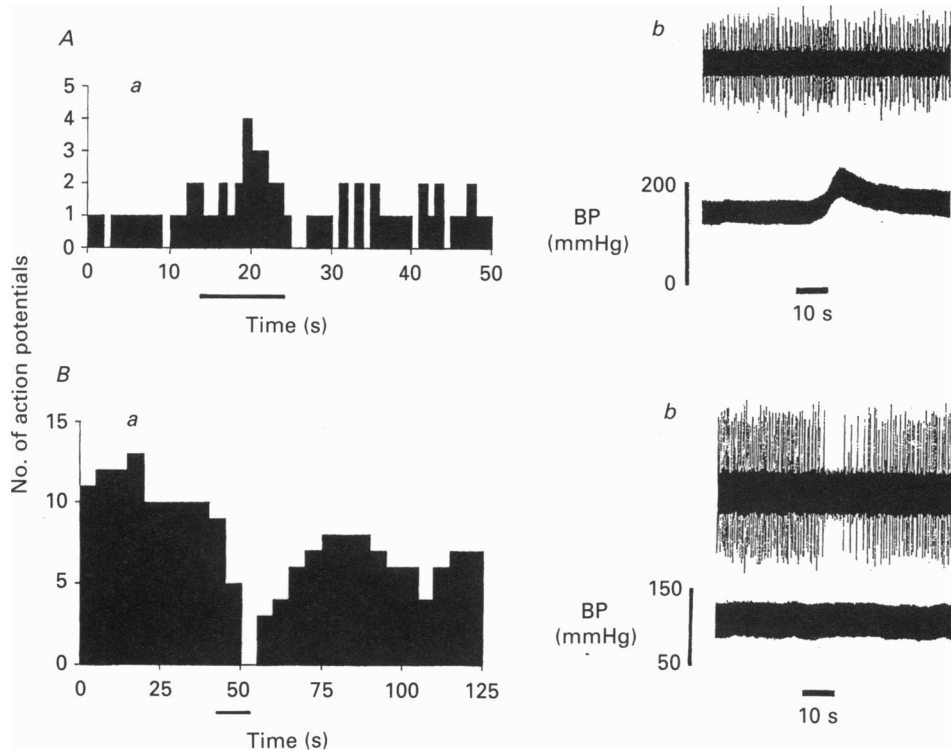 A
a
5
4
3
2
1
0
0 10 20 30 40 50
Time (s)
b
200
BP
(mmHg)
0
10 s
No. of action potentials
B
a
15
10
5
0
0 25 50 75 100 125
Time (s)
b
150
BP
(mmHg)
50
10 s